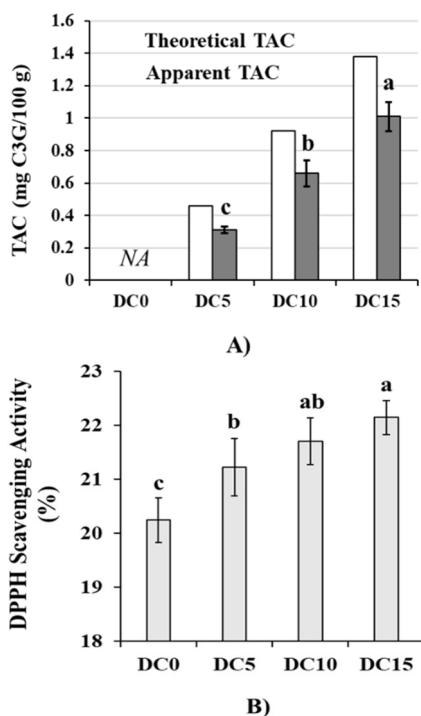 1.6
1.4
1.2
1
0.8
0.6
0.4
0.2
0
TAC (mg C3G/100 g)
Theoretical TAC
Apparent TAC
NA
c
b
a
DC0 DC5 DC10 DC15
A)
23
22
21
20
19
18
DPPH Scavenging Activity
(%)
c
b
ab
a
DC0 DC5 DC10 DC15
B)